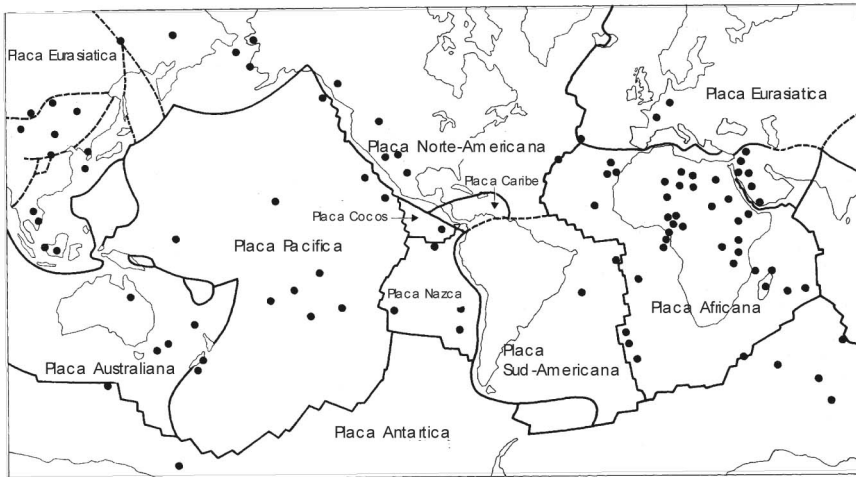 Placa Eurasiatica
Placa Eurasiatica
Placa Norte-Americana
Placa Caribe
Placa Cocos
Placa Pacifica
Placa Nazca
Placa Africana
Placa
Sud-Americana
Placa Australiana
Placa Antartica